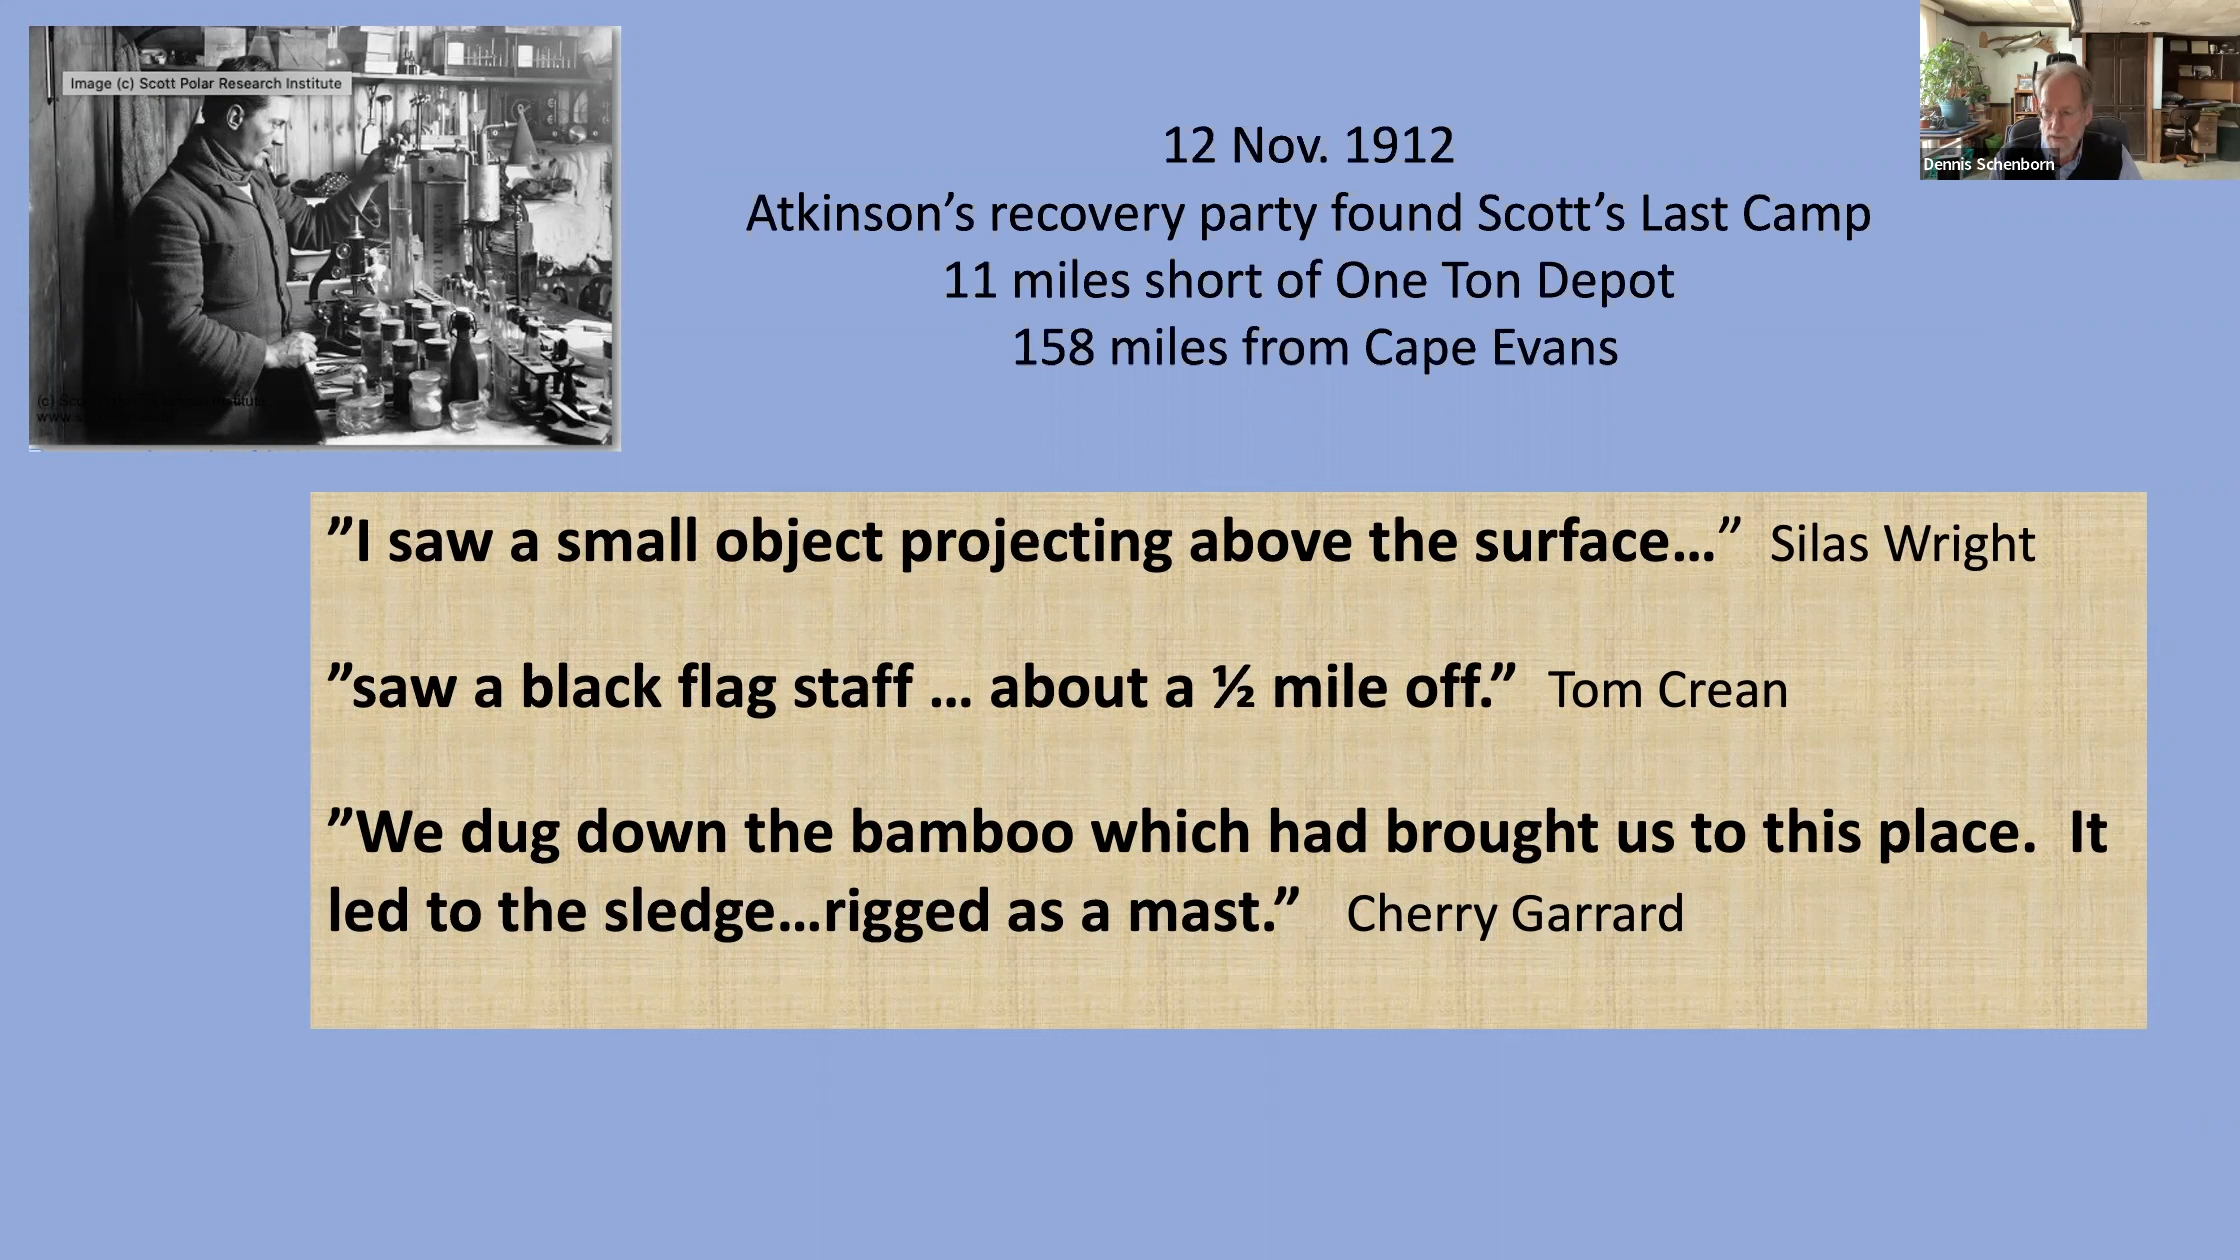 Image (c) Scott Polar Research Institute
12 Nov. 1912
Atkinson’s recovery party found Scott’s Last Camp
11 miles short of One Ton Depot
158 miles from Cape Evans
Dennis Schenborn
”I saw a small object projecting above the surface…” Silas Wright
”saw a black flag staff … about a ½ mile off.” Tom Crean
”We dug down the bamboo which had brought us to this place. It
led to the sledge…rigged as a mast.” Cherry Garrard